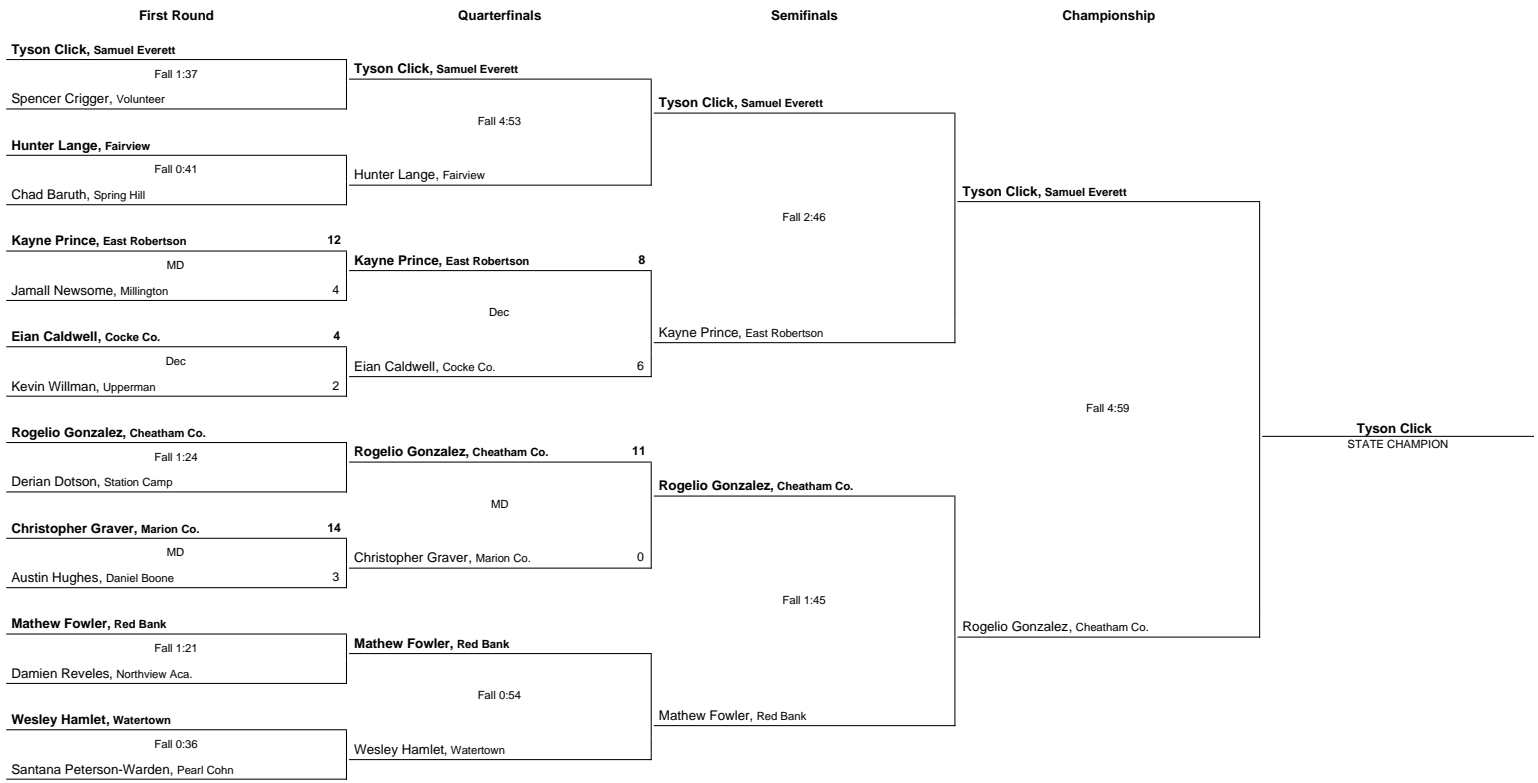 First Round
Quarterfinals
Semifinals
Championship
Tyson Click, Samuel Everett
Fall 1:37
Spencer Crigger, Volunteer
Hunter Lange, Fairview
Fall 0:41
Chad Baruth, Spring Hill
Kayne Prince, East Robertson 12
MD
Jamall Newsome, Millington 4
Eian Caldwell, Cocke Co. 4
Dec
Kevin Willman, Upperman 2
Rogelio Gonzalez, Cheatham Co.
Fall 1:24
Derian Dotson, Station Camp
Christopher Graver, Marion Co. 14
MD
Austin Hughes, Daniel Boone 3
Mathew Fowler, Red Bank
Fall 1:21
Damien Reveles, Northview Aca.
Wesley Hamlet, Watertown
Fall 0:36
Santana Peterson-Warden, Pearl Cohn
Tyson Click, Samuel Everett
Fall 4:53
Hunter Lange, Fairview
Kayne Prince, East Robertson 8
Dec
Eian Caldwell, Cocke Co. 6
Rogelio Gonzalez, Cheatham Co. 11
MD
Christopher Graver, Marion Co. 0
Mathew Fowler, Red Bank
Fall 0:54
Wesley Hamlet, Watertown
Tyson Click, Samuel Everett
Fall 2:46
Kayne Prince, East Robertson
Rogelio Gonzalez, Cheatham Co.
Fall 1:45
Mathew Fowler, Red Bank
Tyson Click, Samuel Everett
Fall 4:59
Rogelio Gonzalez, Cheatham Co.
Tyson Click
STATE CHAMPION